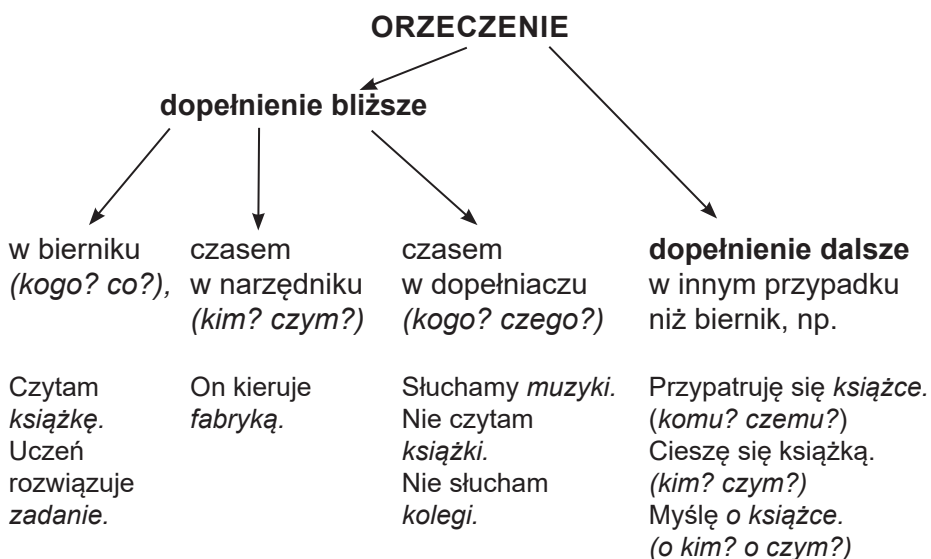 ORZECZENIE
dopełnienie bliższe
w bierniku
(kogo? co?),
czasem
w narzędniku
(kim? czym?)
czasem
w dopełniaczu
(kogo? czego?)
dopełnienie dalsze
w innym przypadku
niż biernik, np.
Czytam
książkę.
Uczeń
rozwiązuje
zadanie.
On kieruje
fabryką.
Słuchamy muzyki.
Nie czytam
książki.
Nie słucham
kolegi.
Przypatruję się książce.
(komu? czemu?)
Cieszę się książką.
(kim? czym?)
Myślę o książce.
(o kim? o czym?)